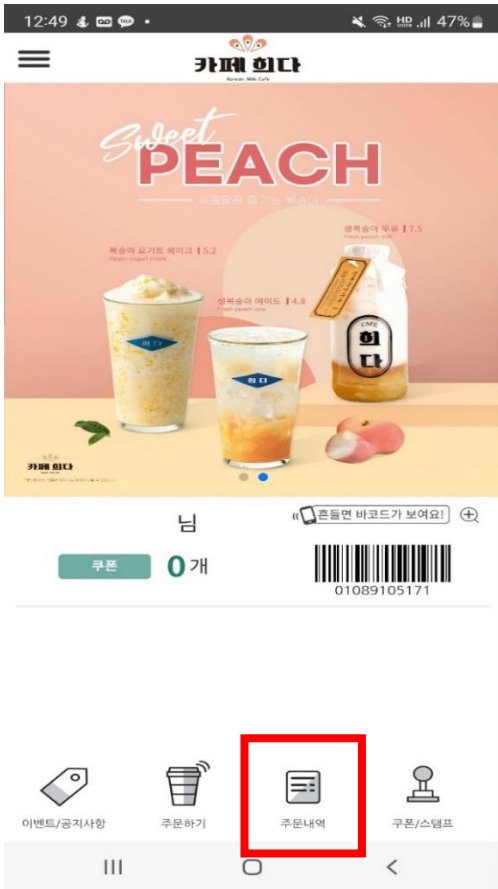 12:49
47%
카페 희다
Korean Milk Cafe
Sweet
PEACH
생복숭아 우유 7.5
Fresh peach milk
복숭아 요거트 쉐이크 5.2
Peach yogurt shake
생복숭아 에이드 4.8
Fresh peach ade
CAFE
희다
희다
희다
카페 희다
님
흔들면 바코드가 보여요!
쿠폰 0 개
01089105171
이벤트/공지사항
주문하기
주문내역
쿠폰/스탬프